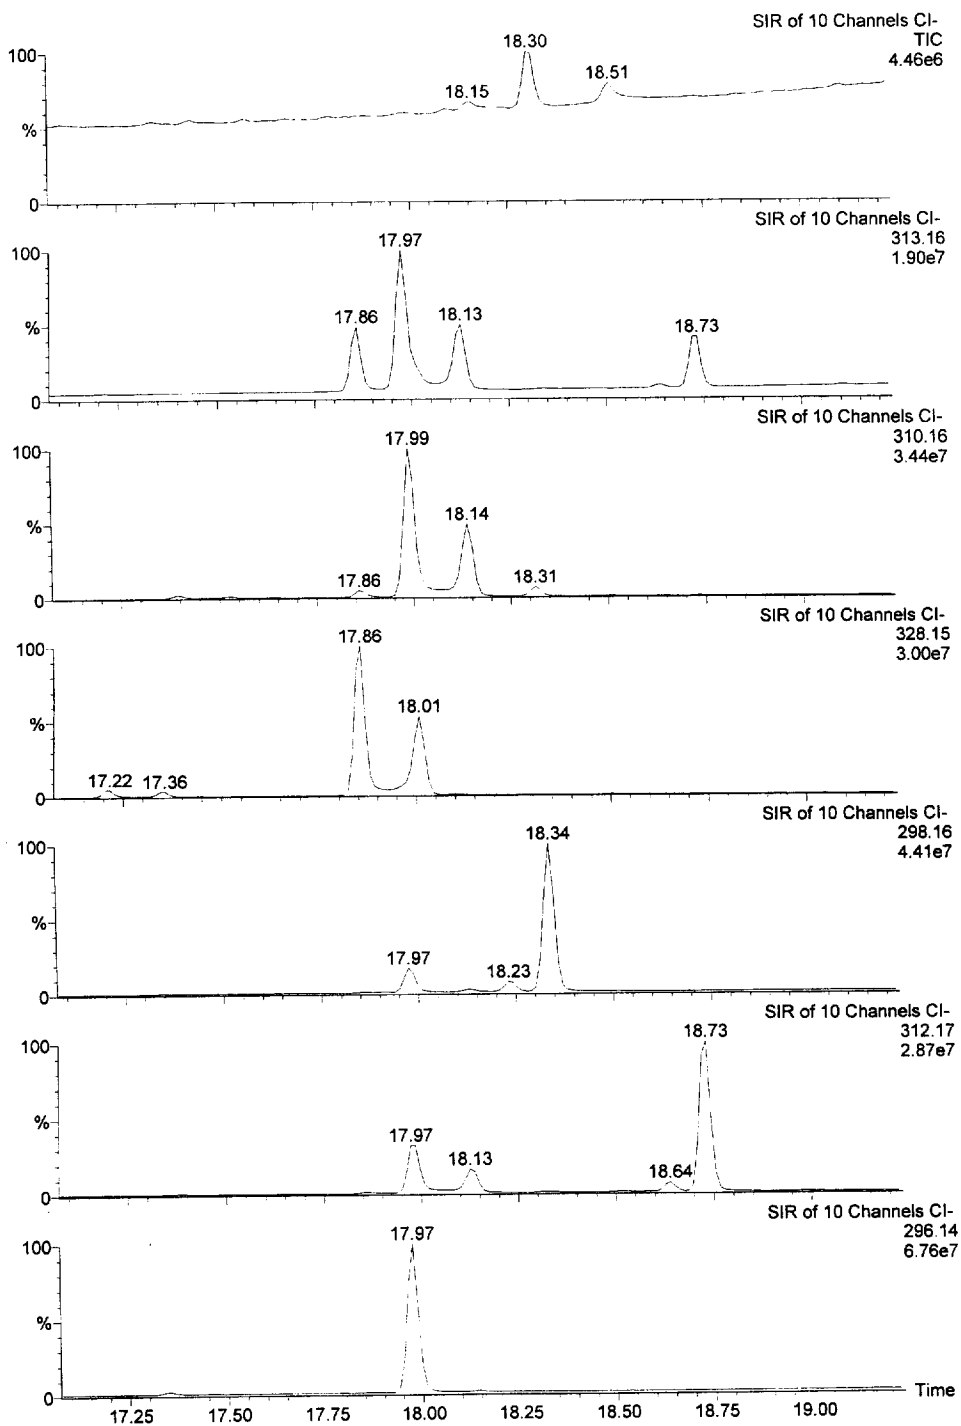 SIR of 10 Channels CI-
TIC
4.46e6
100
%
0
18.15
18.30
18.51
SIR of 10 Channels CI-
313.16
1.90e7
100
%
0
17.86
17.97
18.13
18.73
SIR of 10 Channels CI-
310.16
3.44e7
100
%
0
17.86
17.99
18.14
18.31
SIR of 10 Channels CI-
328.15
3.00e7
100
%
0
17.22
17.36
17.86
18.01
SIR of 10 Channels CI-
298.16
4.41e7
100
%
0
17.97
18.23
18.34
SIR of 10 Channels CI-
312.17
2.87e7
100
%
0
17.97
18.13
18.64
18.73
SIR of 10 Channels CI-
296.14
6.76e7
100
%
0
17.97
Time
17.25 17.50 17.75 18.00 18.25 18.50 18.75 19.00